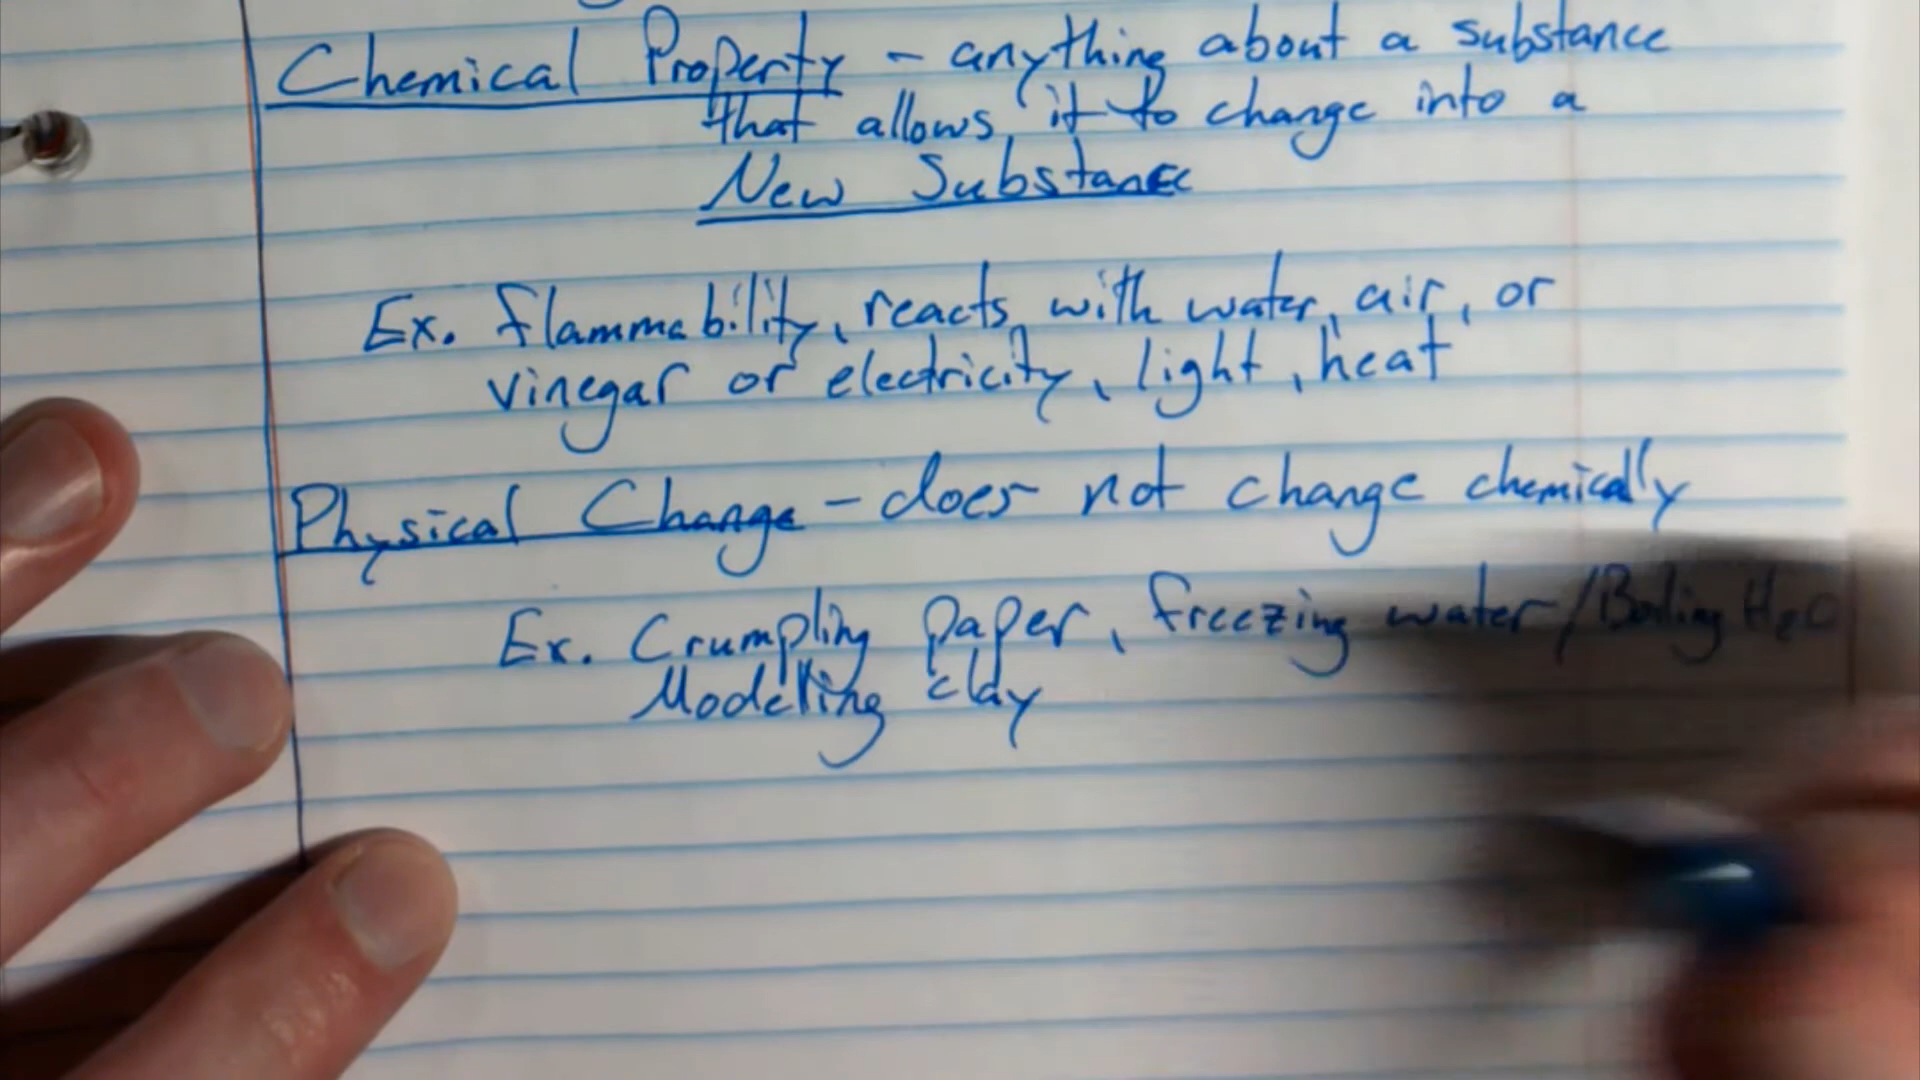 Chemical Property - anything about a substance
that allows it to change into a
New Substance
Ex. flammability, reacts with water, air, or
vinegar or electricity, light, heat
Physical Change - does not change chemically
Ex. Crumpling paper, freezing water/Boiling H₂O
Modeling clay